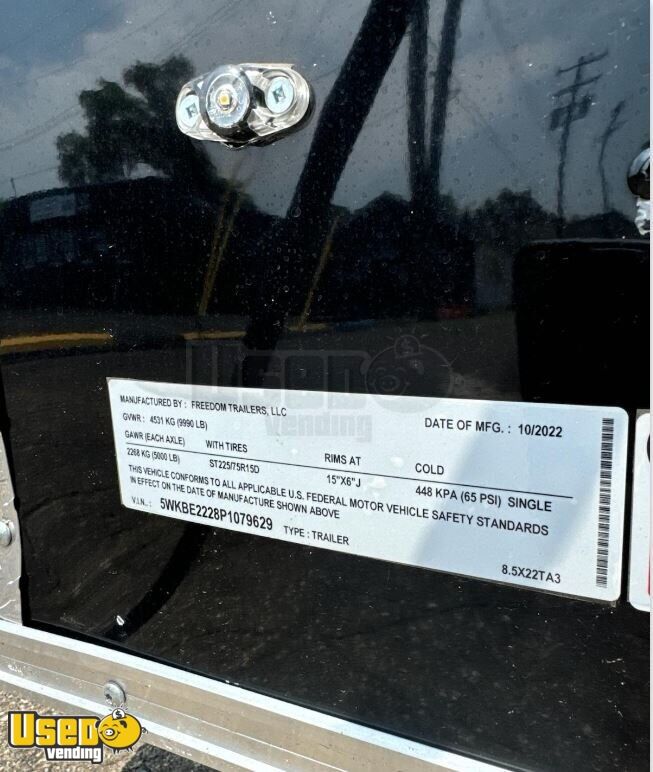 MANUFACTURED BY : FREEDOM TRAILERS, LLC
DATE OF MFG. : 10/2022
GVWR : 4531 KG (9990 LB)
GAWR (EACH AXLE) WITH TIRES RIMS AT COLD
2268 KG (5000 LB) ST225/75R15D 15"X6"J 448 KPA (65 PSI) SINGLE
THIS VEHICLE CONFORMS TO ALL APPLICABLE U.S. FEDERAL MOTOR VEHICLE SAFETY STANDARDS
IN EFFECT ON THE DATE OF MANUFACTURE SHOWN ABOVE
V.I.N.: 5WKBE2228P1079629 TYPE : TRAILER
8.5X22TA3
USED
vending
USED
vending